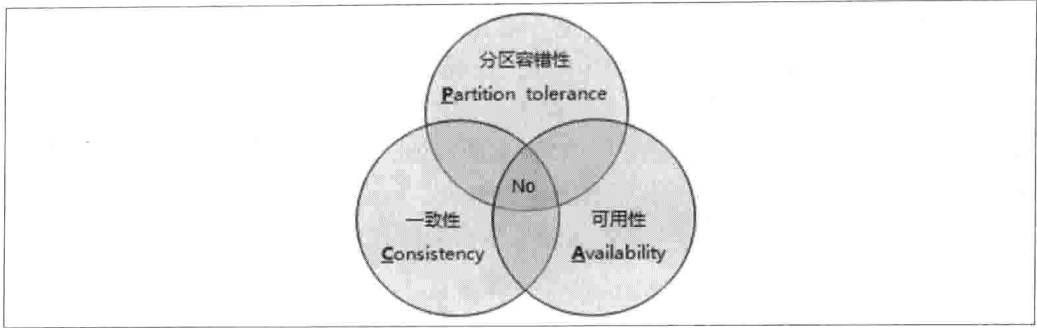 分区容错性
Partition tolerance
No
一致性
Consistency
可用性
Availability